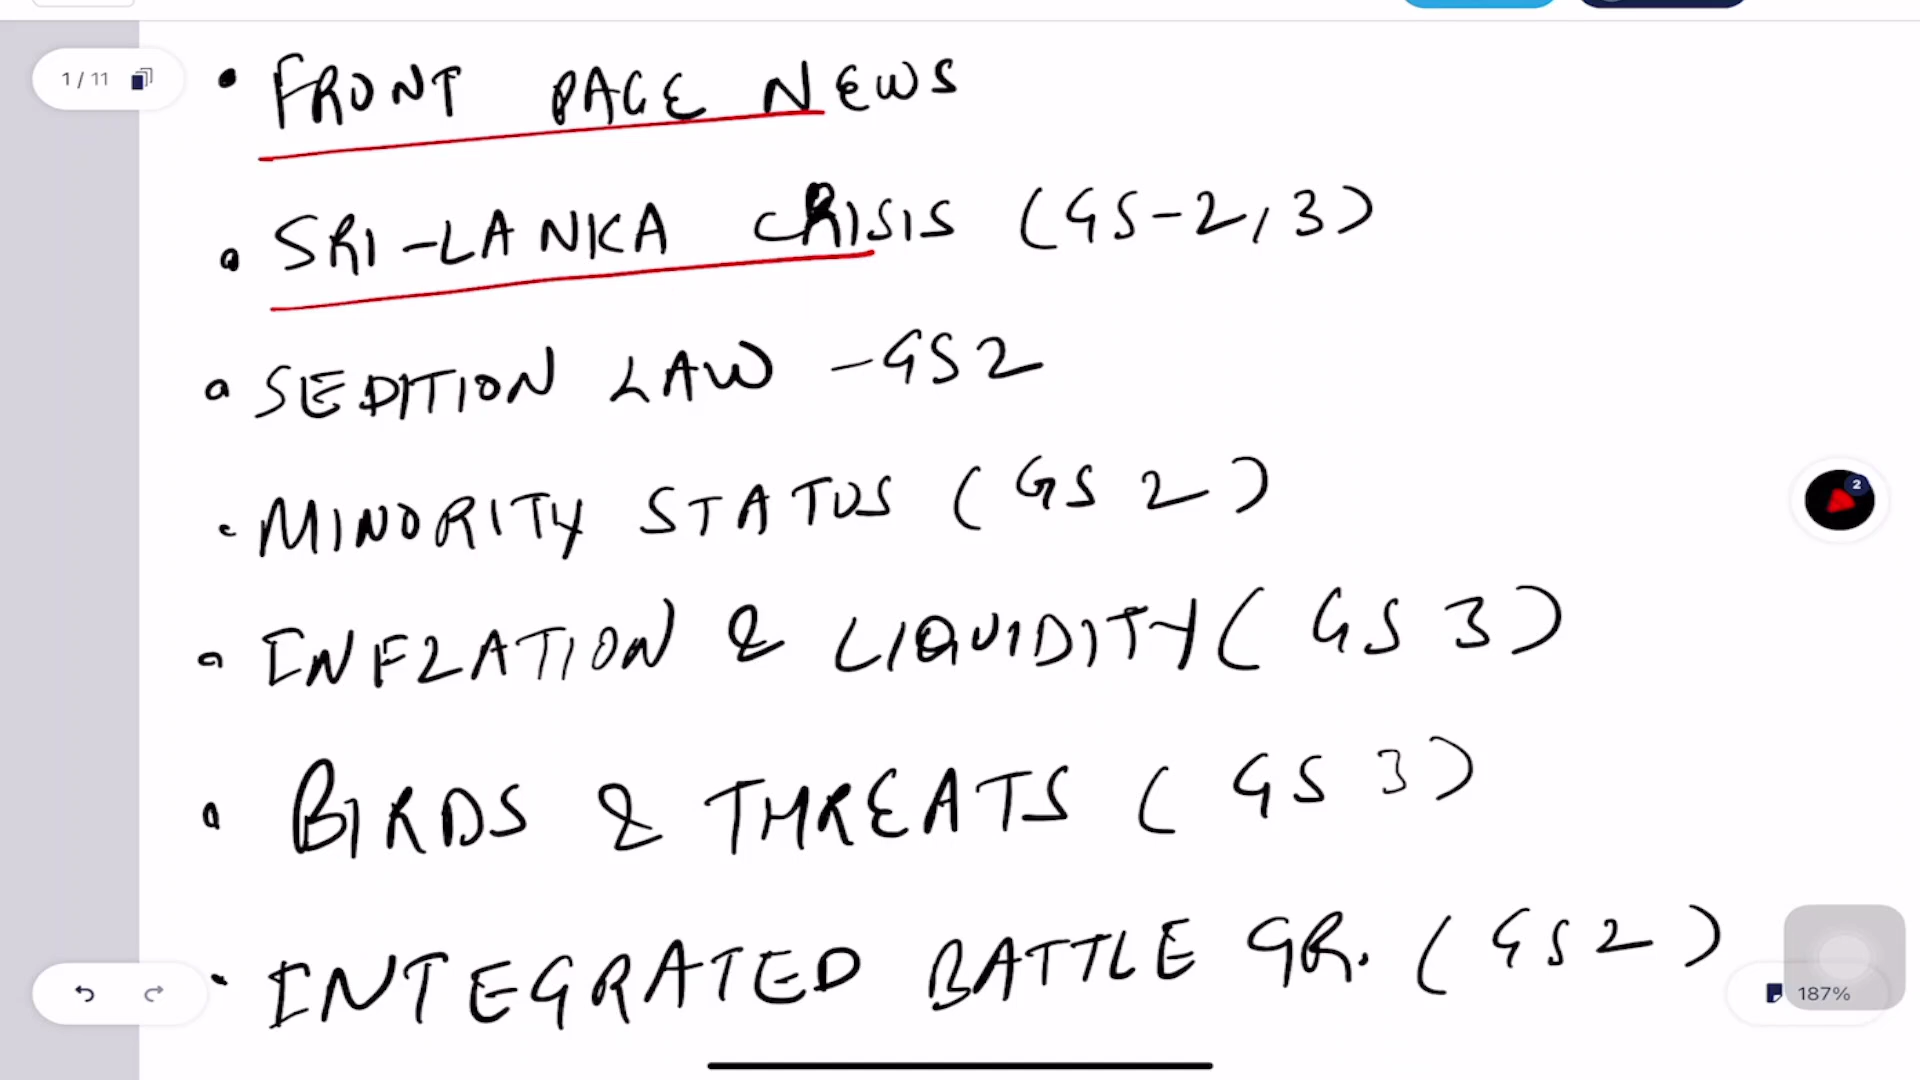 1 / 11
• FRONT PAGE NEWS
• SRI-LANKA CRISIS (GS-2,3)
• SEDITION LAW - GS2
• MINORITY STATUS (GS 2)
• INFLATION & LIQUIDITY (GS 3)
• BIRDS & THREATS (GS 3)
• INTEGRATED BATTLE GR. (GS2)
2
187%